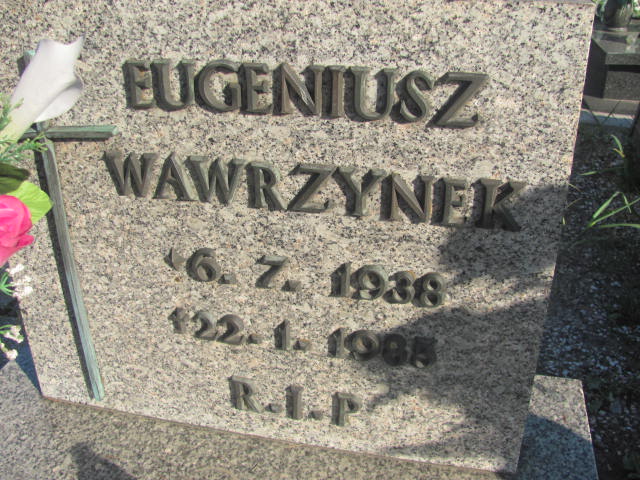 EUGENIUSZ
WAWRZYNEK
*6. 7. 1938
†22. 1. 1985
R. I. P